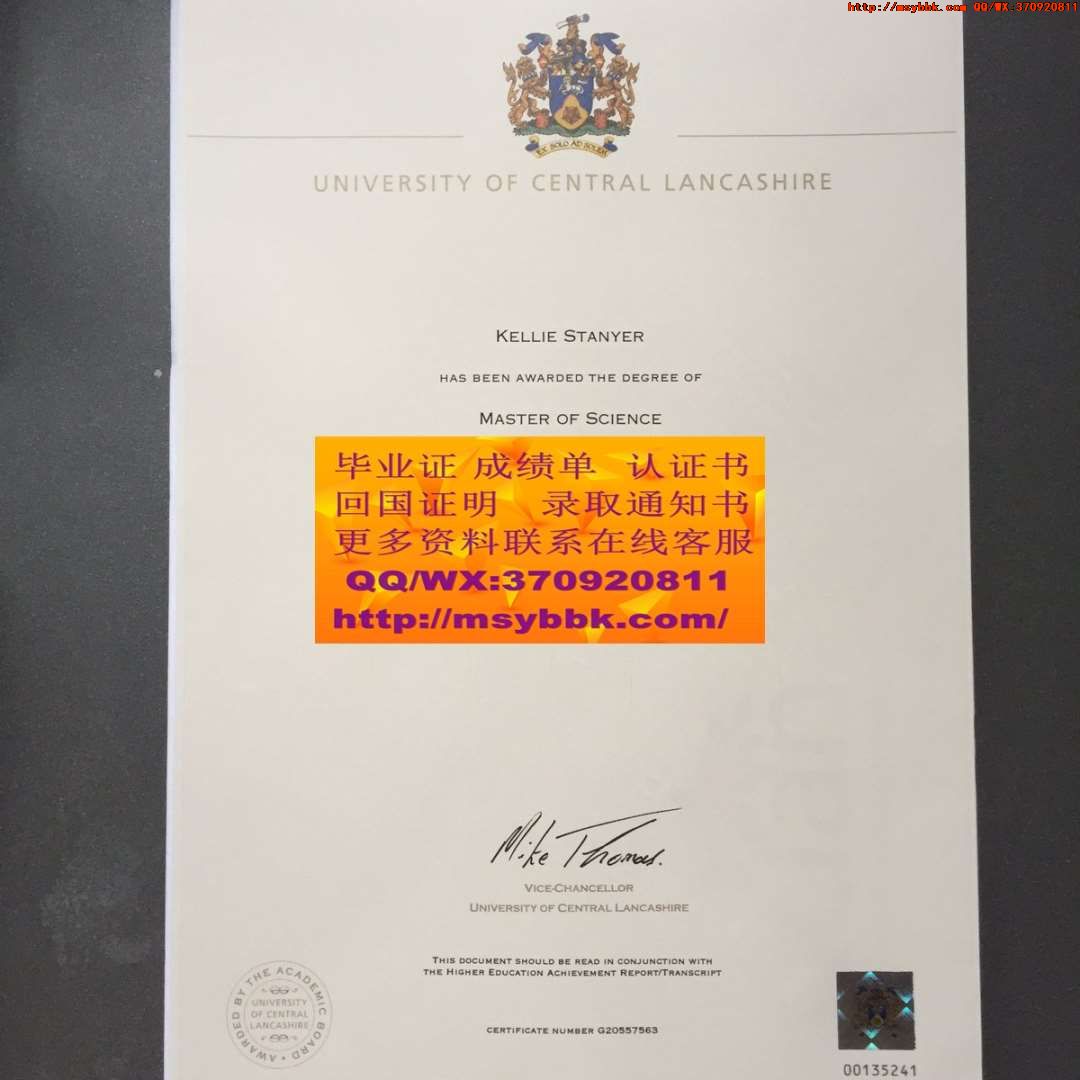 http://msybbk.com QQ/WX:370920811
EX SOLO AD SOLEM
UNIVERSITY OF CENTRAL LANCASHIRE
KELLIE STANYER
HAS BEEN AWARDED THE DEGREE OF
MASTER OF SCIENCE
毕业证 成绩单 认证书
回国证明 录取通知书
更多资料联系在线客服
QQ/WX:370920811
http://msybbk.com/
Mike Thomas.
VICE-CHANCELLOR
UNIVERSITY OF CENTRAL LANCASHIRE
THIS DOCUMENT SHOULD BE READ IN CONJUNCTION WITH
THE HIGHER EDUCATION ACHIEVEMENT REPORT/TRANSCRIPT
AWARDED BY THE ACADEMIC BOARD
UNIVERSITY
OF CENTRAL
LANCASHIRE
CERTIFICATE NUMBER G20557563
00135241